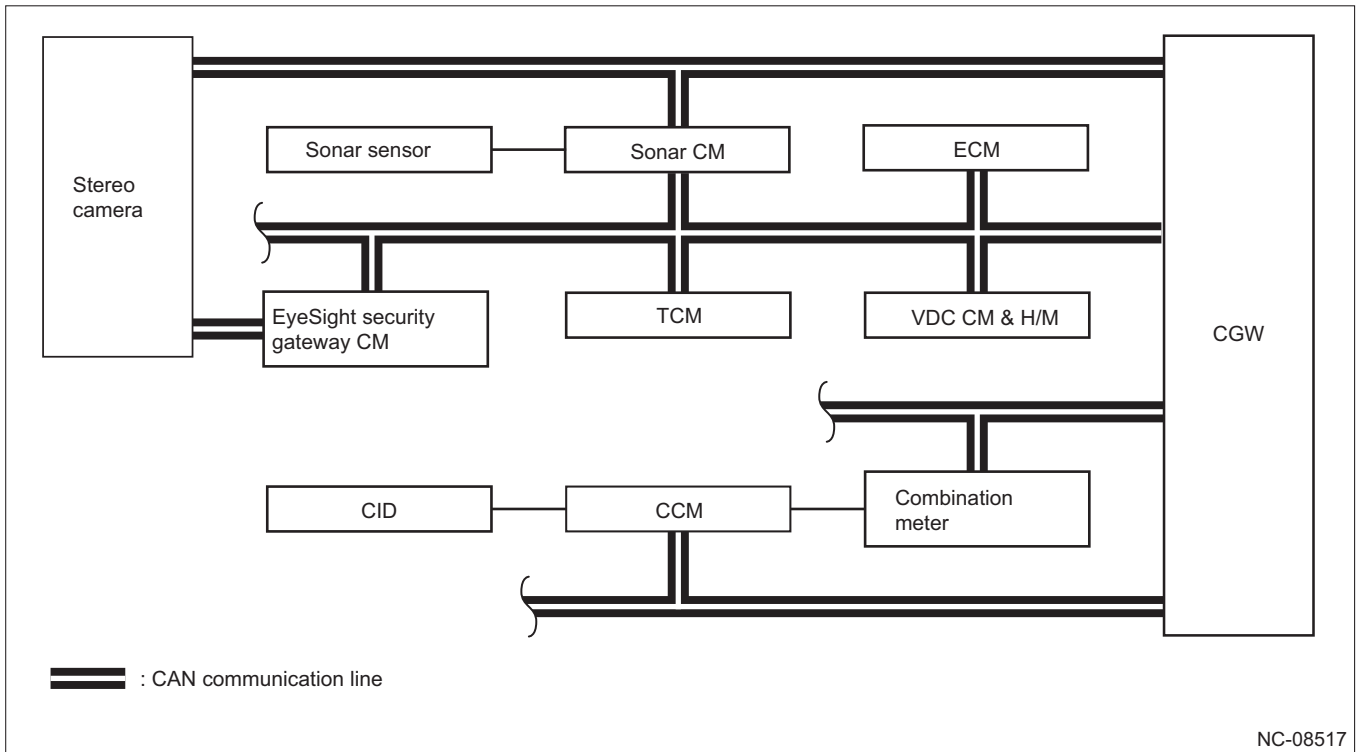 Stereo
camera
Sonar sensor
Sonar CM
ECM
EyeSight security
gateway CM
TCM
VDC CM & H/M
CGW
CID
CCM
Combination
meter
: CAN communication line
NC-08517